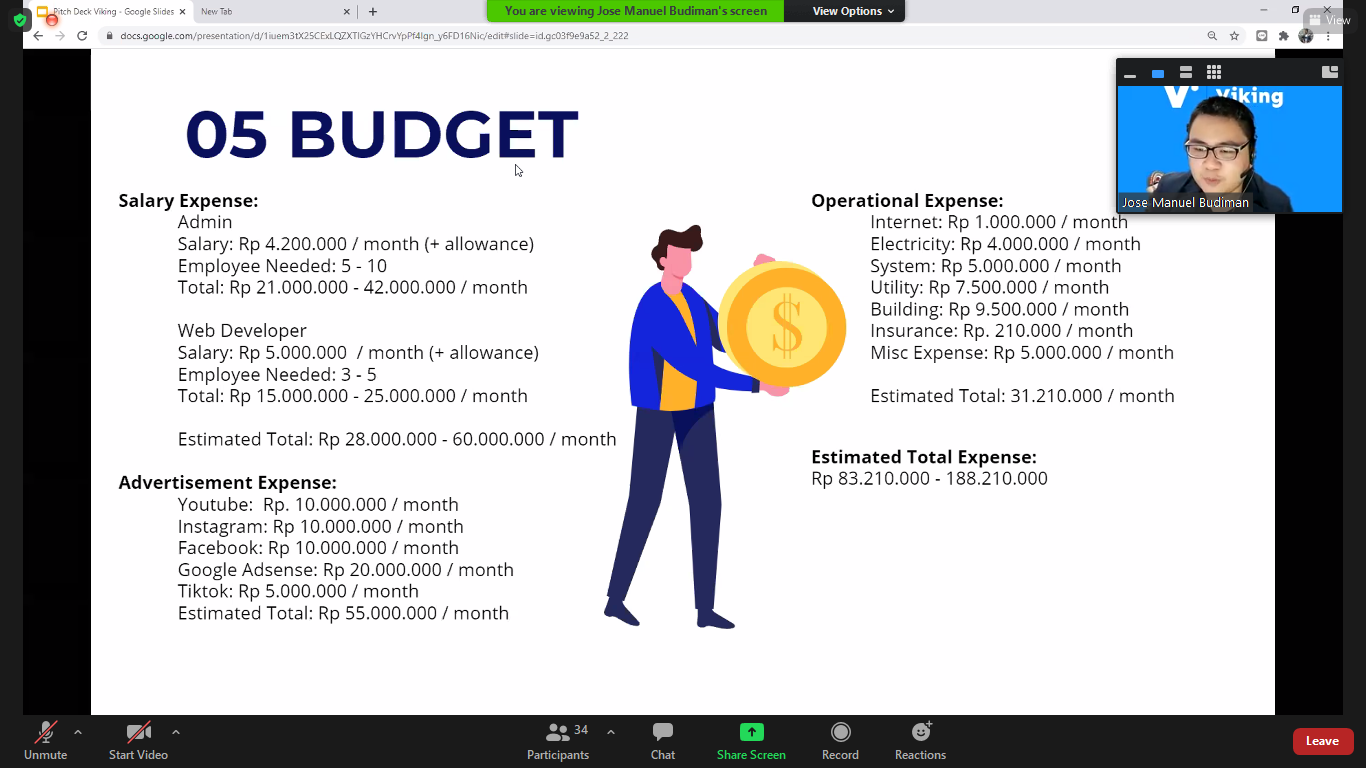 Pitch Deck Viking - Google Slides
New Tab
You are viewing Jose Manuel Budiman's screen
View Options
View
docs.google.com/presentation/d/1iuem3tX25CExLQZXTIGzYHCrvYpPf4lgn_y6FD16Nic/edit#slide=id.gc03f9e9a52_2_222
05 BUDGET
Salary Expense:
Admin
Salary: Rp 4.200.000 / month (+ allowance)
Employee Needed: 5 - 10
Total: Rp 21.000.000 - 42.000.000 / month
Web Developer
Salary: Rp 5.000.000 / month (+ allowance)
Employee Needed: 3 - 5
Total: Rp 15.000.000 - 25.000.000 / month
Estimated Total: Rp 28.000.000 - 60.000.000 / month
Advertisement Expense:
Youtube: Rp. 10.000.000 / month
Instagram: Rp 10.000.000 / month
Facebook: Rp 10.000.000 / month
Google Adsense: Rp 20.000.000 / month
Tiktok: Rp 5.000.000 / month
Estimated Total: Rp 55.000.000 / month
$
Operational Expense:
Internet: Rp 1.000.000 / month
Electricity: Rp 4.000.000 / month
System: Rp 5.000.000 / month
Utility: Rp 7.500.000 / month
Building: Rp 9.500.000 / month
Insurance: Rp. 210.000 / month
Misc Expense: Rp 5.000.000 / month
Estimated Total: 31.210.000 / month
Estimated Total Expense:
Rp 83.210.000 - 188.210.000
Viking
Jose Manuel Budiman
Unmute
Start Video
Participants
34
Chat
Share Screen
Record
Reactions
Leave